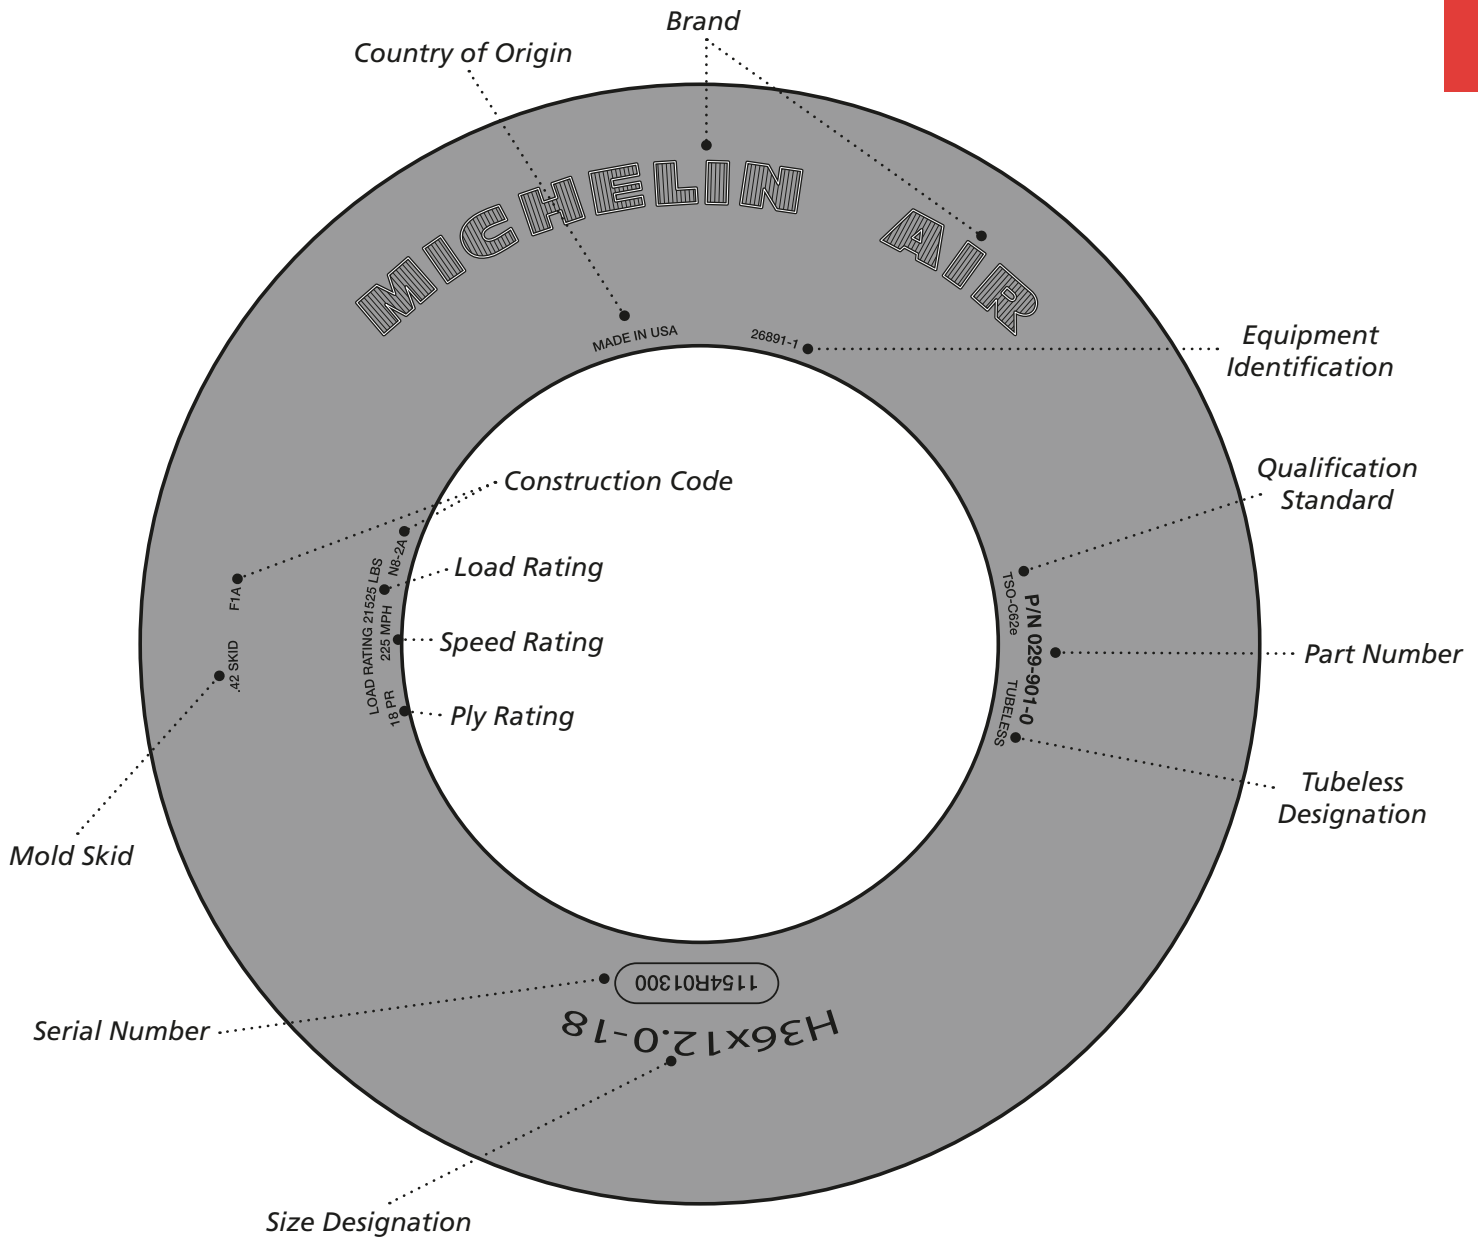 Brand
Country of Origin
MICHELIN AIR
MADE IN USA
26891-1
Equipment
Identification
Construction Code
Qualification
Standard
N8-2A
F1A
Load Rating
LOAD RATING 21525 LBS
TSO-C62e
225 MPH
Speed Rating
P/N 029-901-0
Part Number
.42 SKID
18 PR
Ply Rating
TUBELESS
Tubeless
Designation
Mold Skid
1154R01300
Serial Number
H36x12.0-18
Size Designation